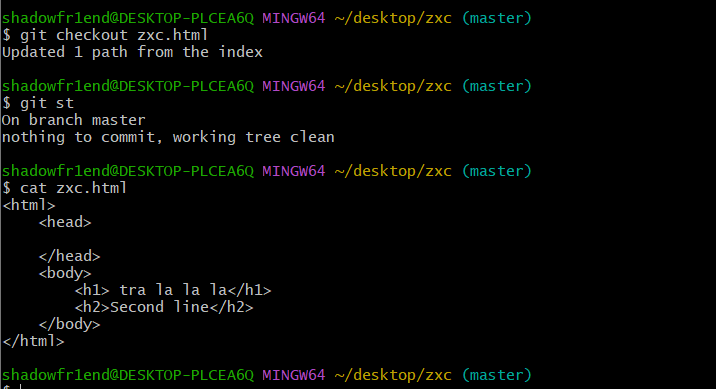 shadowfr1end@DESKTOP-PLCEA6Q MINGW64 ~/desktop/zxc (master)
$ git checkout zxc.html
Updated 1 path from the index
shadowfr1end@DESKTOP-PLCEA6Q MINGW64 ~/desktop/zxc (master)
$ git st
On branch master
nothing to commit, working tree clean
shadowfr1end@DESKTOP-PLCEA6Q MINGW64 ~/desktop/zxc (master)
$ cat zxc.html
<html>
    <head>
    </head>
    <body>
        <h1> tra la la la</h1>
        <h2>Second line</h2>
    </body>
</html>
shadowfr1end@DESKTOP-PLCEA6Q MINGW64 ~/desktop/zxc (master)
$